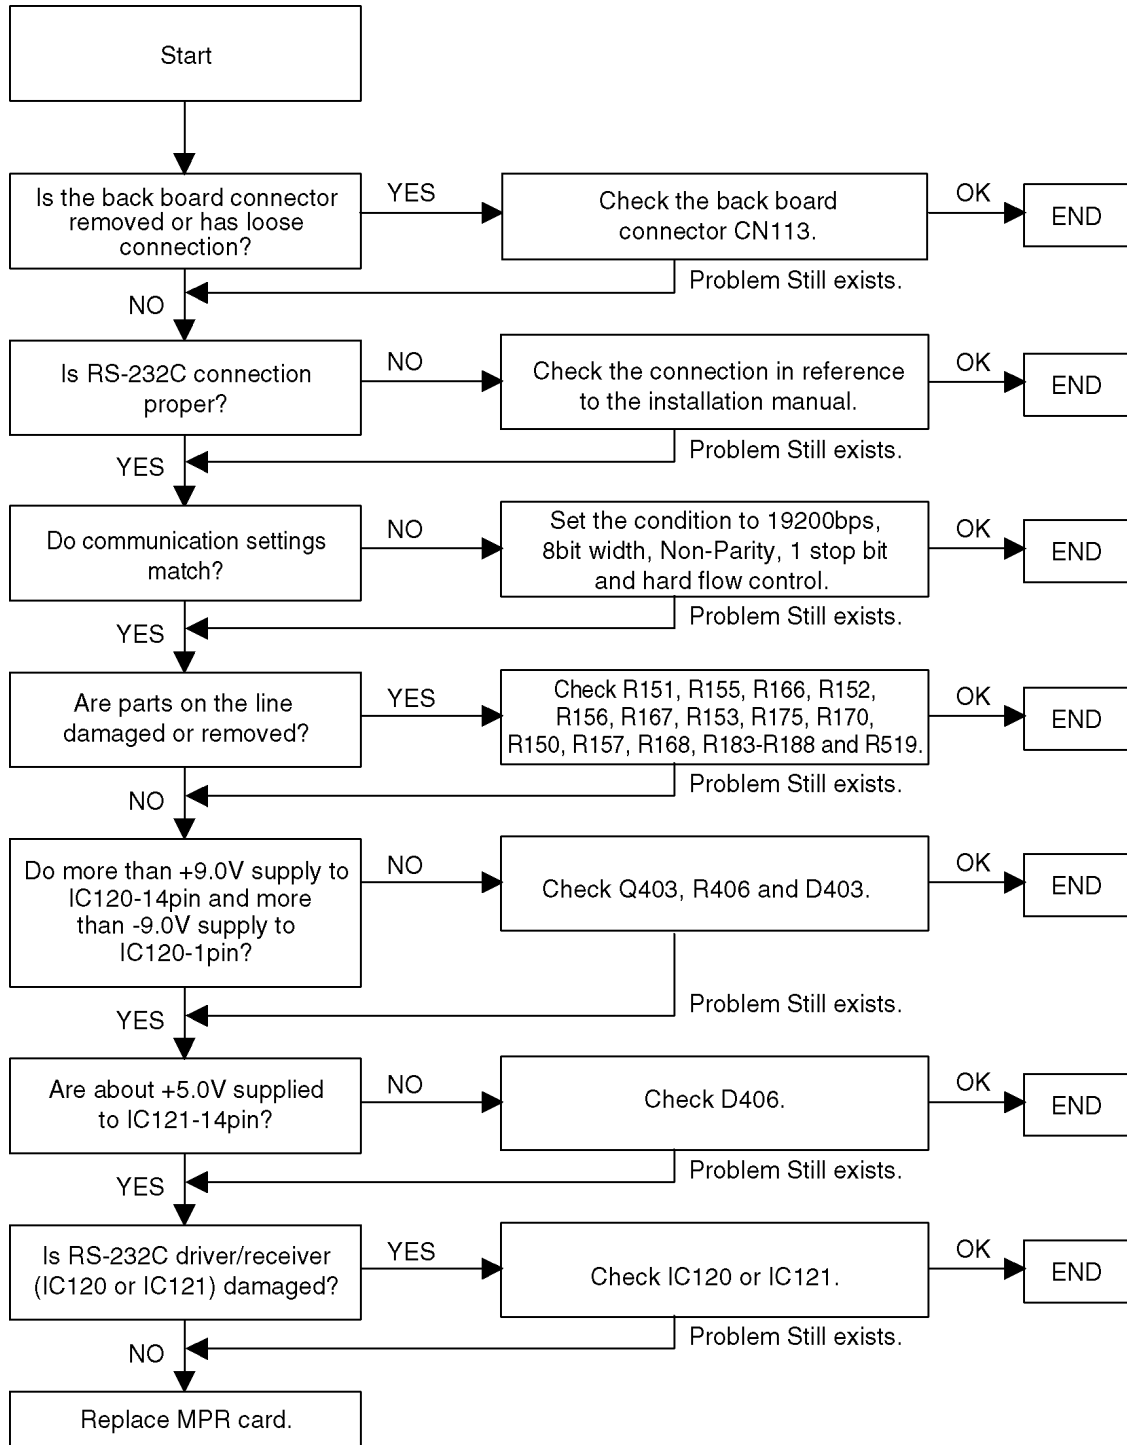 Start
Is the back board connector
removed or has loose
connection?
YES
Check the back board
connector CN113.
OK
END
Problem Still exists.
NO
Is RS-232C connection
proper?
NO
Check the connection in reference
to the installation manual.
OK
END
Problem Still exists.
YES
Do communication settings
match?
NO
Set the condition to 19200bps,
8bit width, Non-Parity, 1 stop bit
and hard flow control.
OK
END
Problem Still exists.
YES
Are parts on the line
damaged or removed?
YES
Check R151, R155, R166, R152,
R156, R167, R153, R175, R170,
R150, R157, R168, R183-R188 and R519.
OK
END
Problem Still exists.
NO
Do more than +9.0V supply to
IC120-14pin and more
than -9.0V supply to
IC120-1pin?
NO
Check Q403, R406 and D403.
OK
END
Problem Still exists.
YES
Are about +5.0V supplied
to IC121-14pin?
NO
Check D406.
OK
END
Problem Still exists.
YES
Is RS-232C driver/receiver
(IC120 or IC121) damaged?
YES
Check IC120 or IC121.
OK
END
Problem Still exists.
NO
Replace MPR card.